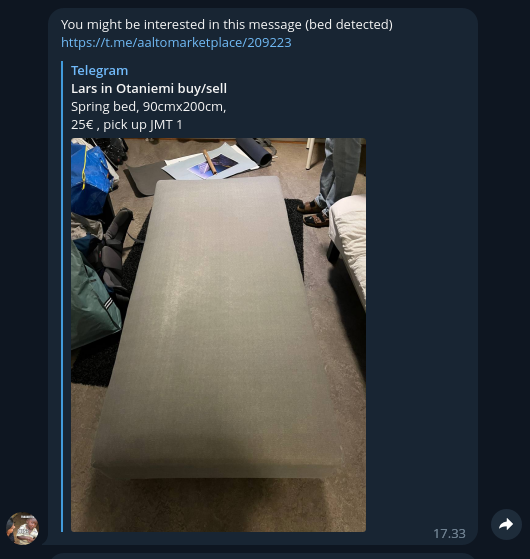 You might be interested in this message (bed detected)
https://t.me/aaltomarketplace/209223
Telegram
Lars in Otaniemi buy/sell
Spring bed, 90cmx200cm,
25€ , pick up JMT 1
17.33